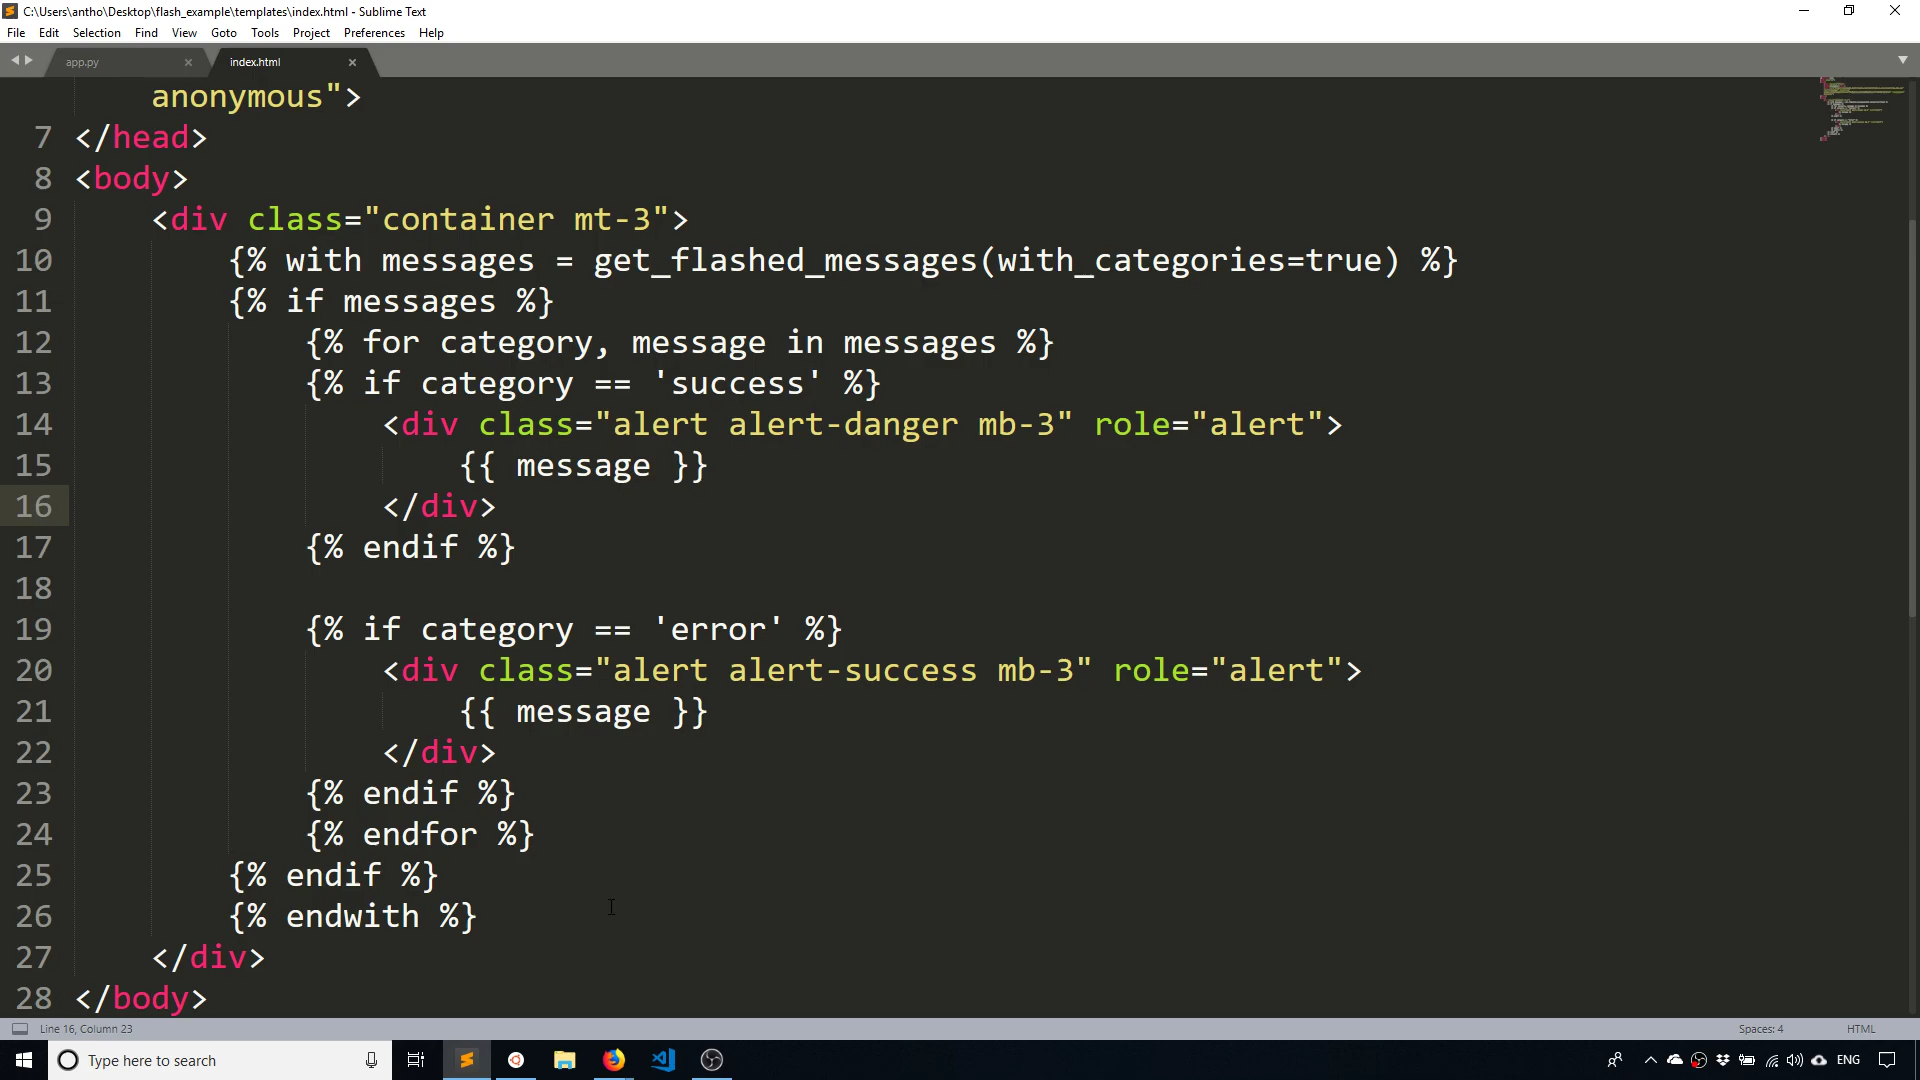 C:\Users\antho\Desktop\flash_example\templates\index.html - Sublime Text
File Edit Selection Find View Goto Tools Project Preferences Help
app.py index.html
anonymous">
7 </head>
8 <body>
9 <div class="container mt-3">
10 {% with messages = get_flashed_messages(with_categories=true) %}
11 {% if messages %}
12 {% for category, message in messages %}
13 {% if category == 'success' %}
14 <div class="alert alert-danger mb-3" role="alert">
15 {{ message }}
16 </div>
17 {% endif %}
18
19 {% if category == 'error' %}
20 <div class="alert alert-success mb-3" role="alert">
21 {{ message }}
22 </div>
23 {% endif %}
24 {% endfor %}
25 {% endif %}
26 {% endwith %}
27 </div>
28 </body>
Line 16, Column 23 Spaces: 4 HTML
Type here to search ENG